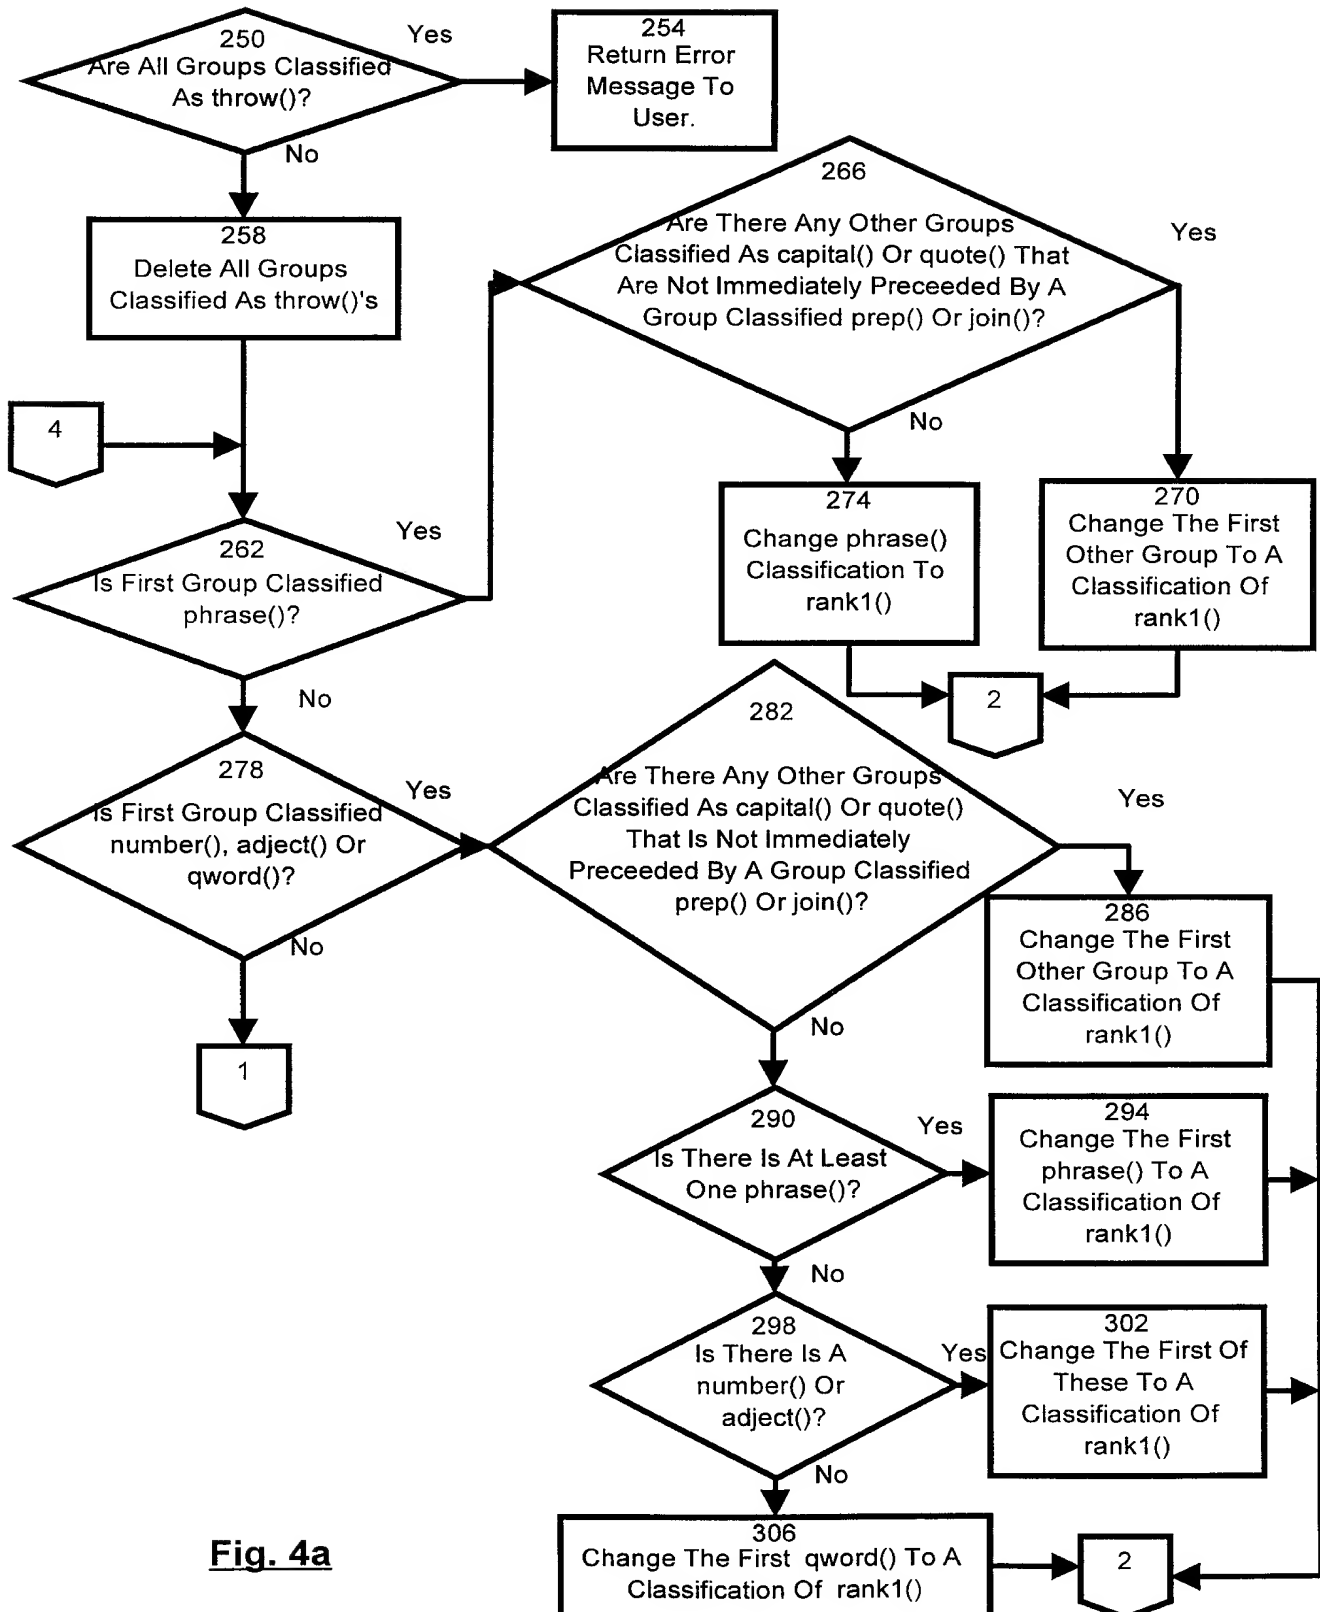 250
Are All Groups Classified
As throw()?
Yes
No
254
Return Error
Message To
User.
258
Delete All Groups
Classified As throw()'s
266
Are There Any Other Groups
Classified As capital() Or quote() That
Are Not Immediately Preceeded By A
Group Classified prep() Or join()?
Yes
No
4
262
Is First Group Classified
phrase()?
Yes
No
274
Change phrase()
Classification To
rank1()
270
Change The First
Other Group To A
Classification Of
rank1()
2
278
Is First Group Classified
number(), adject() Or
qword()?
Yes
No
1
282
Are There Any Other Groups
Classified As capital() Or quote()
That Is Not Immediately
Preceeded By A Group Classified
prep() Or join()?
Yes
No
286
Change The First
Other Group To A
Classification Of
rank1()
290
Is There Is At Least
One phrase()?
Yes
No
294
Change The First
phrase() To A
Classification Of
rank1()
298
Is There Is A
number() Or
adject()?
Yes
No
302
Change The First Of
These To A
Classification Of
rank1()
306
Change The First qword() To A
Classification Of rank1()
2
Fig. 4a